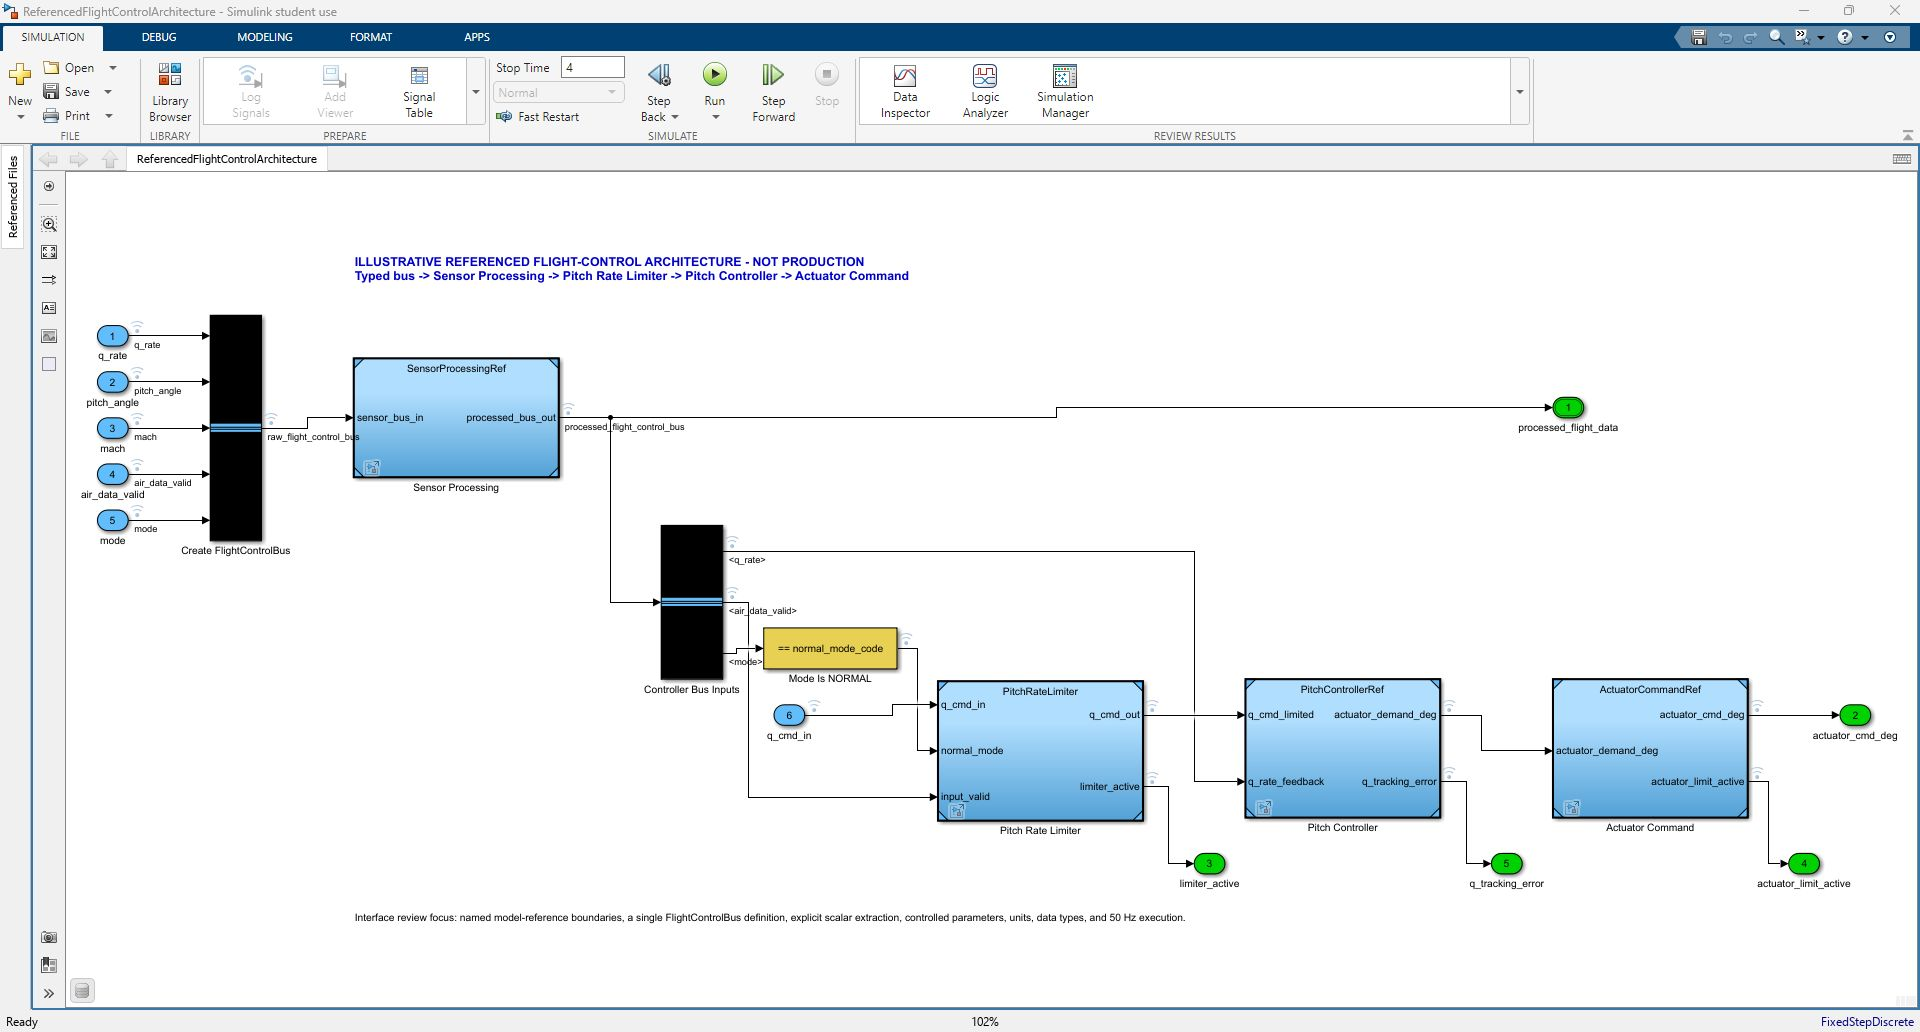 ReferencedFlightControlArchitecture - Simulink student use
SIMULATION
DEBUG
MODELING
FORMAT
APPS
New
Open
Save
Print
FILE
Library
Browser
LIBRARY
Log
Signals
Add
Viewer
Signal
Table
PREPARE
Stop Time
4
Normal
Fast Restart
Step
Back
Run
Step
Forward
Stop
SIMULATE
Data
Inspector
Logic
Analyzer
Simulation
Manager
REVIEW RESULTS
Referenced Files
ReferencedFlightControlArchitecture
ILLUSTRATIVE REFERENCED FLIGHT-CONTROL ARCHITECTURE - NOT PRODUCTION
Typed bus -> Sensor Processing -> Pitch Rate Limiter -> Pitch Controller -> Actuator Command
1
q_rate
q_rate
2
pitch_angle
pitch_angle
3
mach
mach
4
air_data_valid
air_data_valid
5
mode
mode
Create FlightControlBus
raw_flight_control_bus
SensorProcessingRef
sensor_bus_in
processed_bus_out
Sensor Processing
processed_flight_control_bus
1
processed_flight_data
<q_rate>
<air_data_valid>
<mode>
Controller Bus Inputs
== normal_mode_code
Mode Is NORMAL
6
q_cmd_in
PitchRateLimiter
q_cmd_in
q_cmd_out
normal_mode
limiter_active
input_valid
Pitch Rate Limiter
3
limiter_active
PitchControllerRef
q_cmd_limited
actuator_demand_deg
q_rate_feedback
q_tracking_error
Pitch Controller
5
q_tracking_error
ActuatorCommandRef
actuator_cmd_deg
actuator_demand_deg
actuator_limit_active
Actuator Command
2
actuator_cmd_deg
4
actuator_limit_active
Interface review focus: named model-reference boundaries, a single FlightControlBus definition, explicit scalar extraction, controlled parameters, units, data types, and 50 Hz execution.
Ready
102%
FixedStepDiscrete